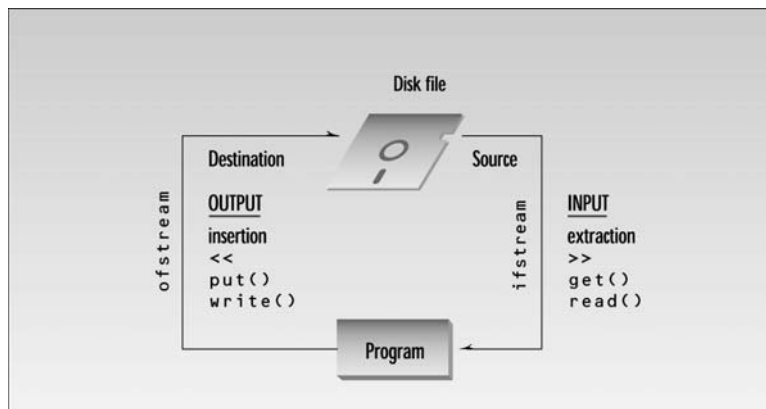 Disk file
Destination
Source
ofstream
OUTPUT
insertion
<<
put()
write()
ifstream
INPUT
extraction
>>
get()
read()
Program